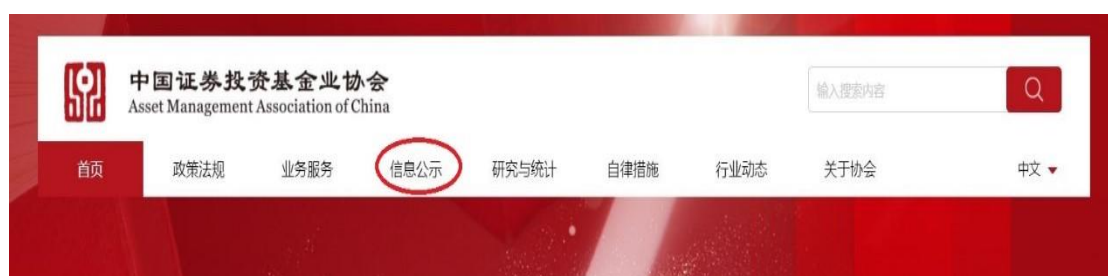 中国证券投资基金业协会
Asset Management Association of China
输入搜索内容
首页 政策法规 业务服务 信息公示 研究与统计 自律措施 行业动态 关于协会 中文